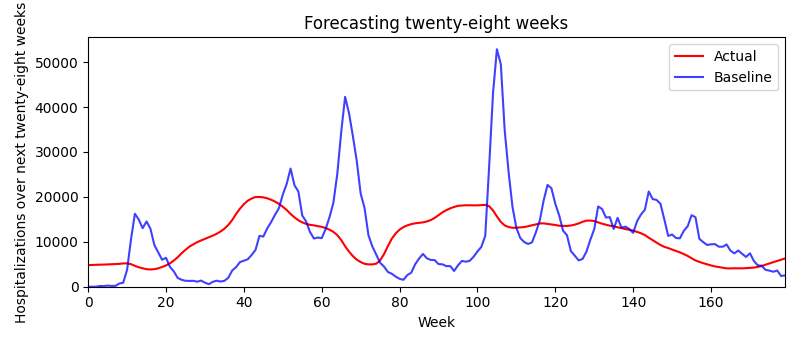 Forecasting twenty-eight weeks
Hospitalizations over next twenty-eight weeks
50000
40000
30000
20000
10000
0
Actual
Baseline
0 20 40 60 80 100 120 140 160
Week